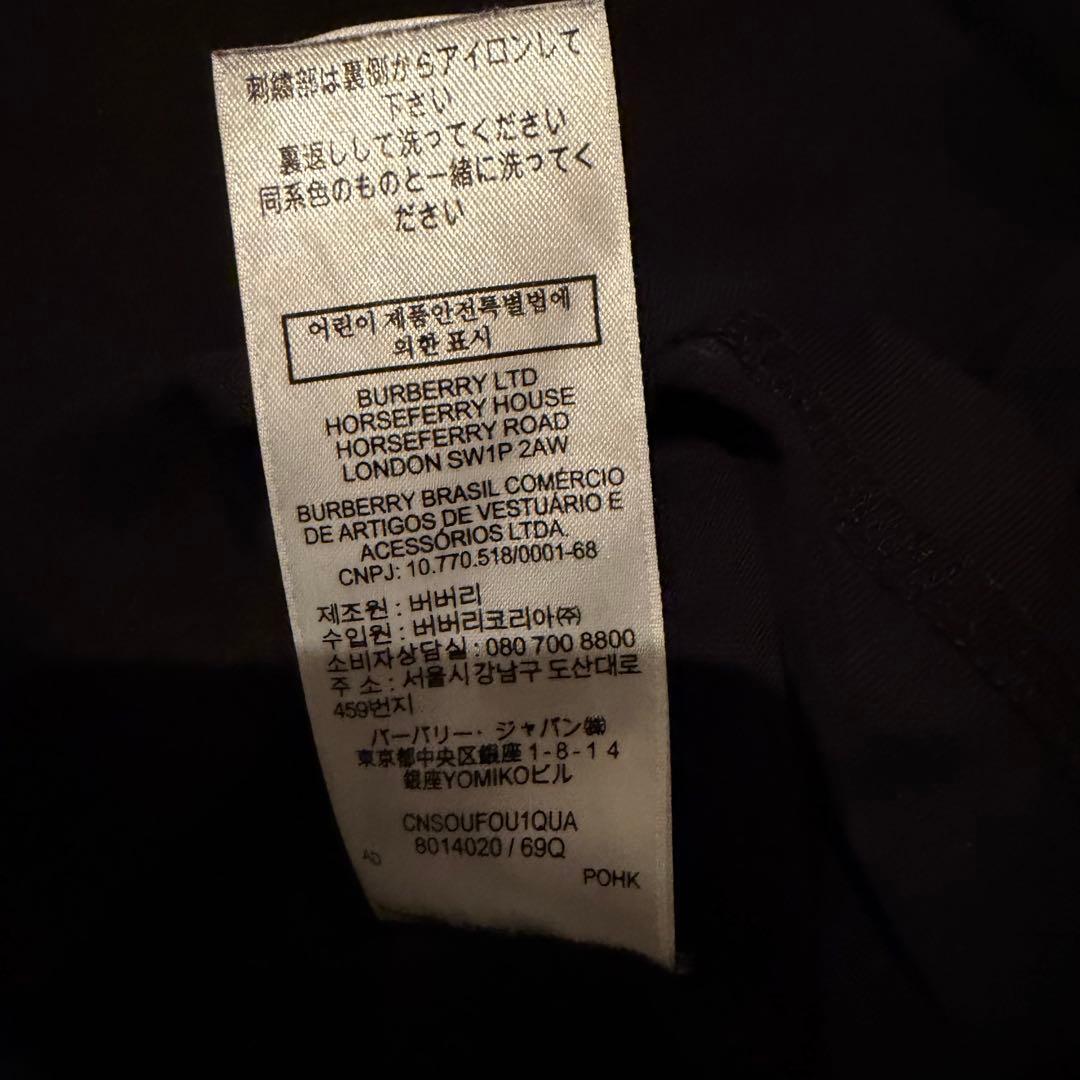 刺繍部は裏側からアイロンして
下さい
裏返しして洗ってください
同系色のものと一緒に洗ってく
ださい
어린이 제품안전특별법에
의한 표시
BURBERRY LTD
HORSEFERRY HOUSE
HORSEFERRY ROAD
LONDON SW1P 2AW
BURBERRY BRASIL COMÉRCIO
DE ARTIGOS DE VESTUÁRIO E
ACESSÓRIOS LTDA.
CNPJ: 10.770.518/0001-68
제조원 : 버버리
수입원 : 버버리코리아㈜
소비자상담실 : 080 700 8800
주 소 : 서울시 강남구 도산대로
459번지
バーバリー・ジャパン㈱
東京都中央区銀座 1-8-1 4
銀座YOMIKOビル
CNSOUFOU1QUA
8014020 / 69Q
AO
POHK